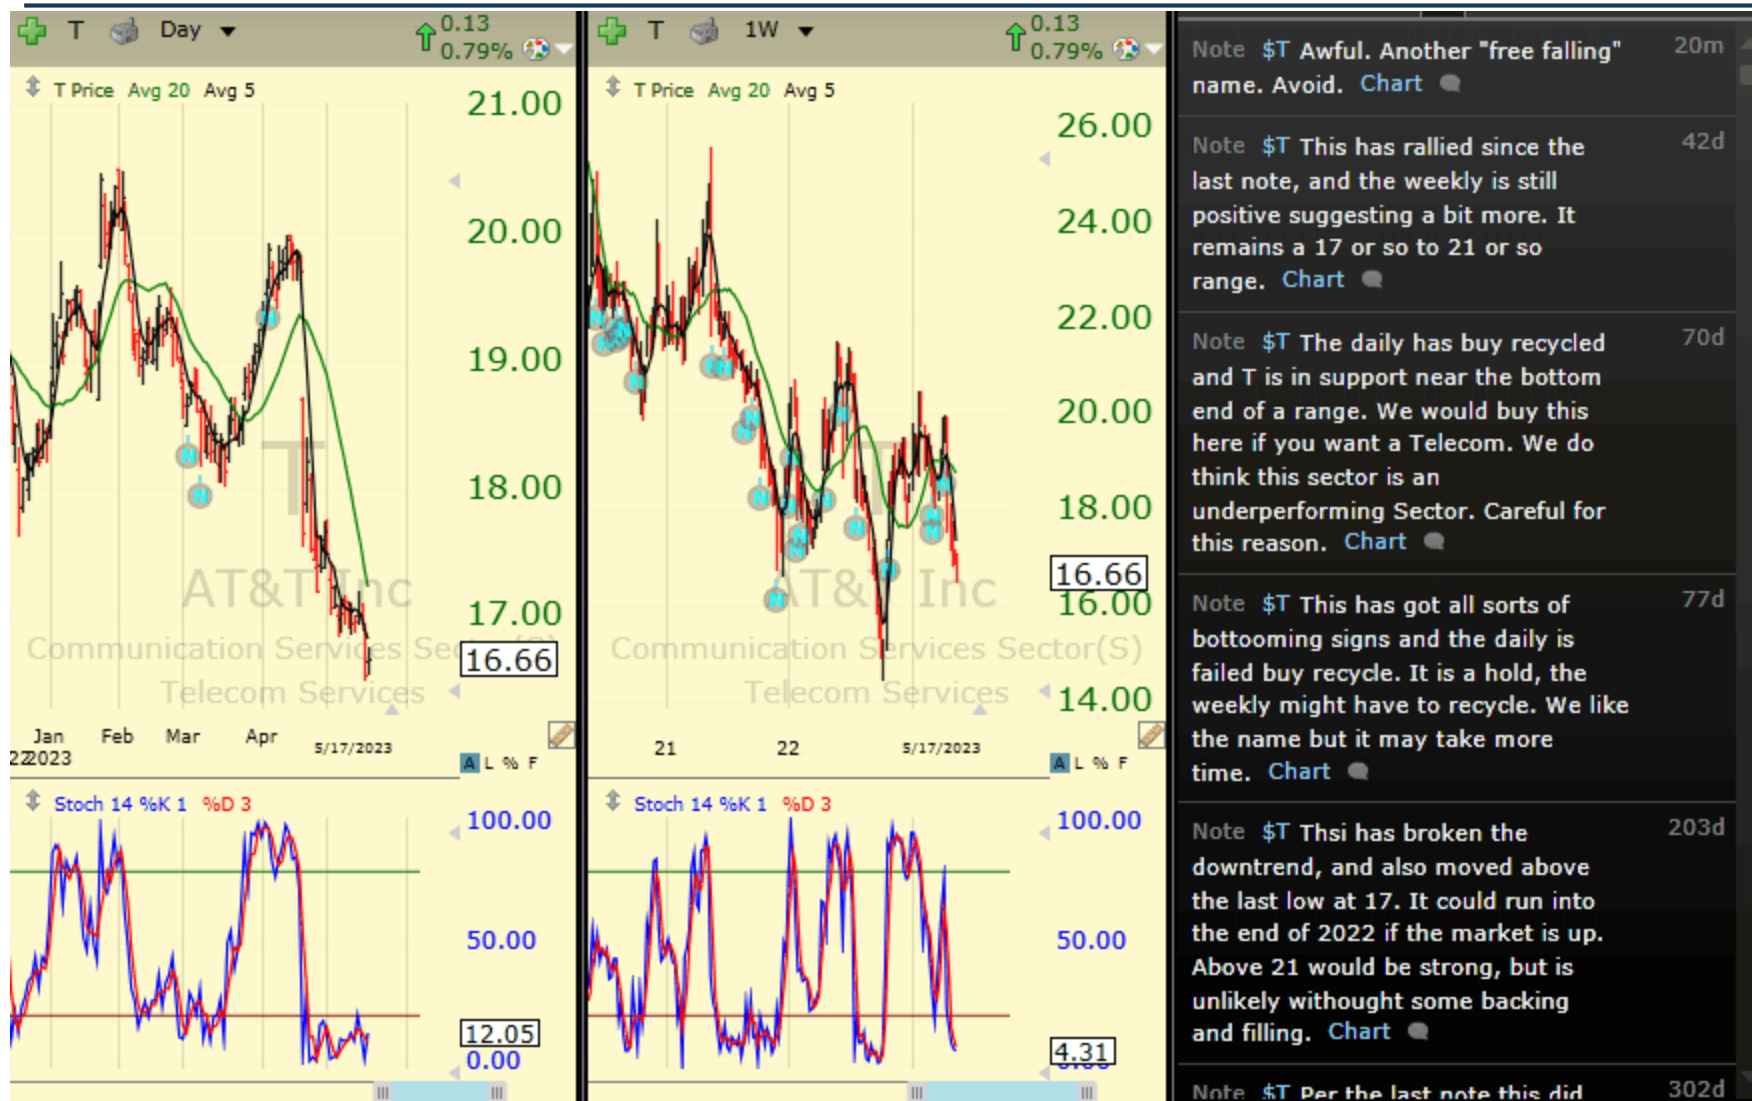 T Day 0.13
0.79%
T Price Avg 20 Avg 5
21.00
20.00
19.00
18.00
17.00
16.66
T
AT&T Inc
Communication Services Sec
Telecom Services
Jan Feb Mar Apr 5/17/2023
2023
A L % F
Stoch 14 %K 1 %D 3
100.00
50.00
12.05
0.00
T 1W 0.13
0.79%
T Price Avg 20 Avg 5
26.00
24.00
22.00
20.00
18.00
16.66
16.00
14.00
T
AT&T Inc
Communication Services Sector(S)
Telecom Services
21 22 5/17/2023
A L % F
Stoch 14 %K 1 %D 3
100.00
50.00
4.31
Note $T Awful. Another "free falling" 20m
name. Avoid. Chart
Note $T This has rallied since the 42d
last note, and the weekly is still
positive suggesting a bit more. It
remains a 17 or so to 21 or so
range. Chart
Note $T The daily has buy recycled 70d
and T is in support near the bottom
end of a range. We would buy this
here if you want a Telecom. We do
think this sector is an
underperforming Sector. Careful for
this reason. Chart
Note $T This has got all sorts of 77d
bottooming signs and the daily is
failed buy recycle. It is a hold, the
weekly might have to recycle. We like
the name but it may take more
time. Chart
Note $T Thsi has broken the 203d
downtrend, and also moved above
the last low at 17. It could run into
the end of 2022 if the market is up.
Above 21 would be strong, but is
unlikely withought some backing
and filling. Chart
Note $T Per the last note this did 302d